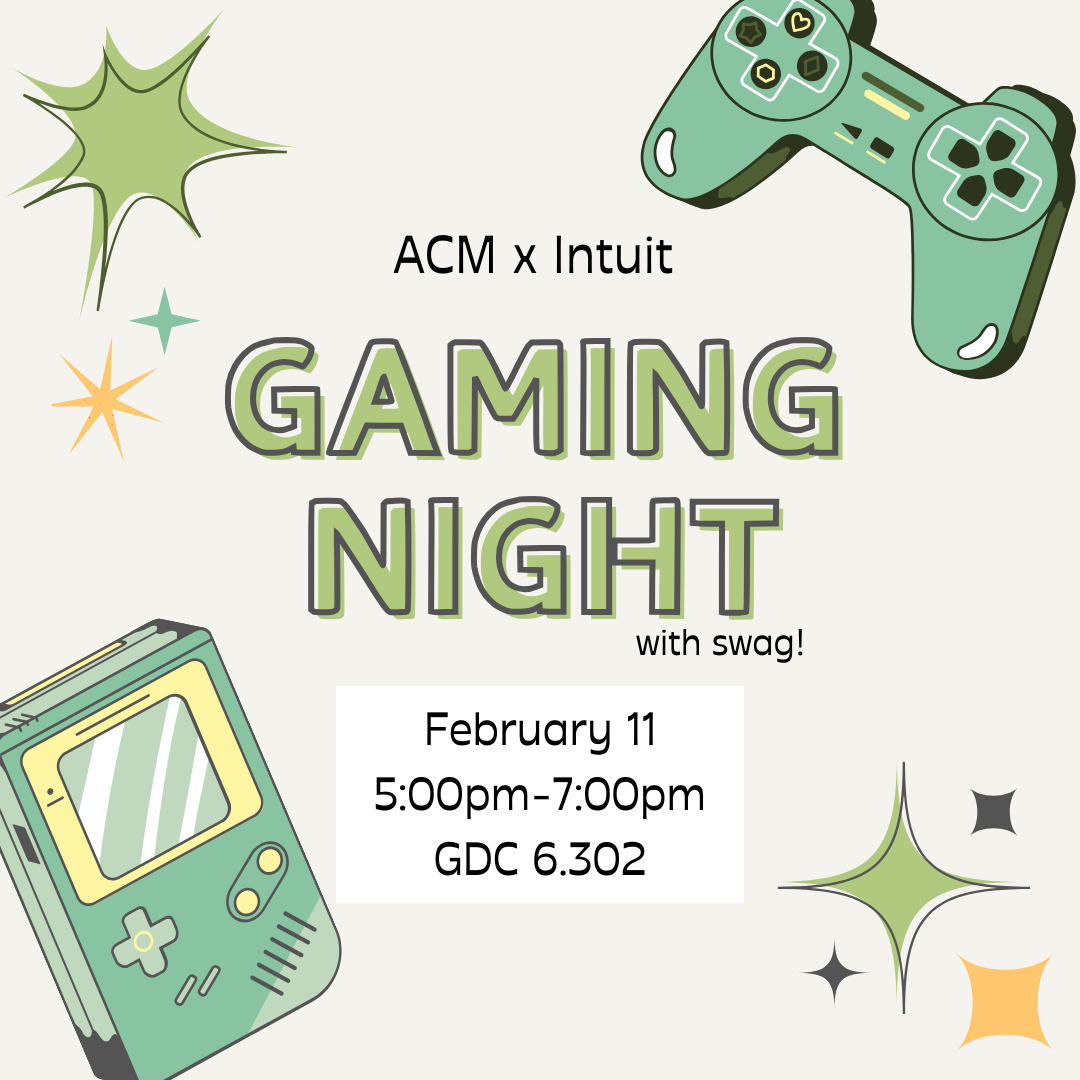 ACM x Intuit
GAMING
NIGHT
with swag!
February 11
5:00pm-7:00pm
GDC 6.302